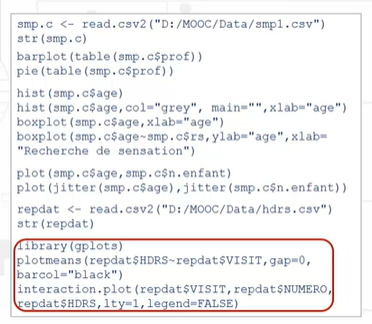 smp.c <- read.csv2("D:/MOOC/Data/smp1.csv")
str(smp.c)
barplot(table(smp.c$prof))
pie(table(smp.c$prof))
hist(smp.c$age)
hist(smp.c$age,col="grey", main="",xlab="age")
boxplot(smp.c$age,xlab="age")
boxplot(smp.c$age~smp.c$rs,ylab="age",xlab=
"Recherche de sensation")
plot(smp.c$age,smp.c$n.enfant)
plot(jitter(smp.c$age),jitter(smp.c$n.enfant))
repdat <- read.csv2("D:/MOOC/Data/hdrs.csv")
str(repdat)
library(gplots)
plotmeans(repdat$HDRS~repdat$VISIT,gap=0,
barcol="black")
interaction.plot(repdat$VISIT,repdat$NUMERO,
repdat$HDRS,lty=1,legend=FALSE)